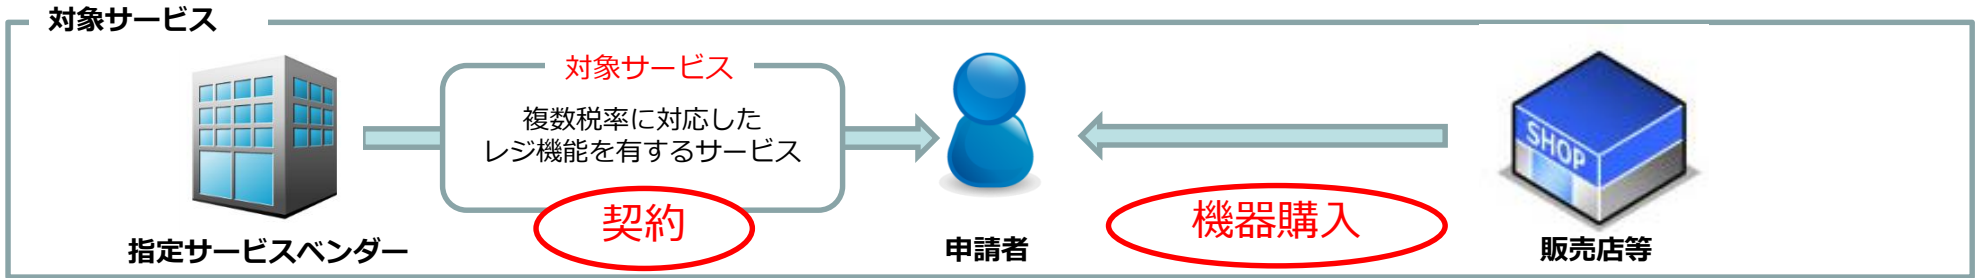 対象サービス
対象サービス
複数税率に対応した
レジ機能を有するサービス
契約
機器購入
SHOP
指定サービスベンダー
申請者
販売店等